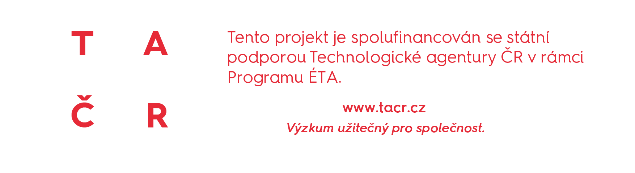 T A
Č R
Tento projekt je spolufinancován se státní
podporou Technologické agentury ČR v rámci
Programu ÉTA.
www.tacr.cz
Výzkum užitečný pro společnost.